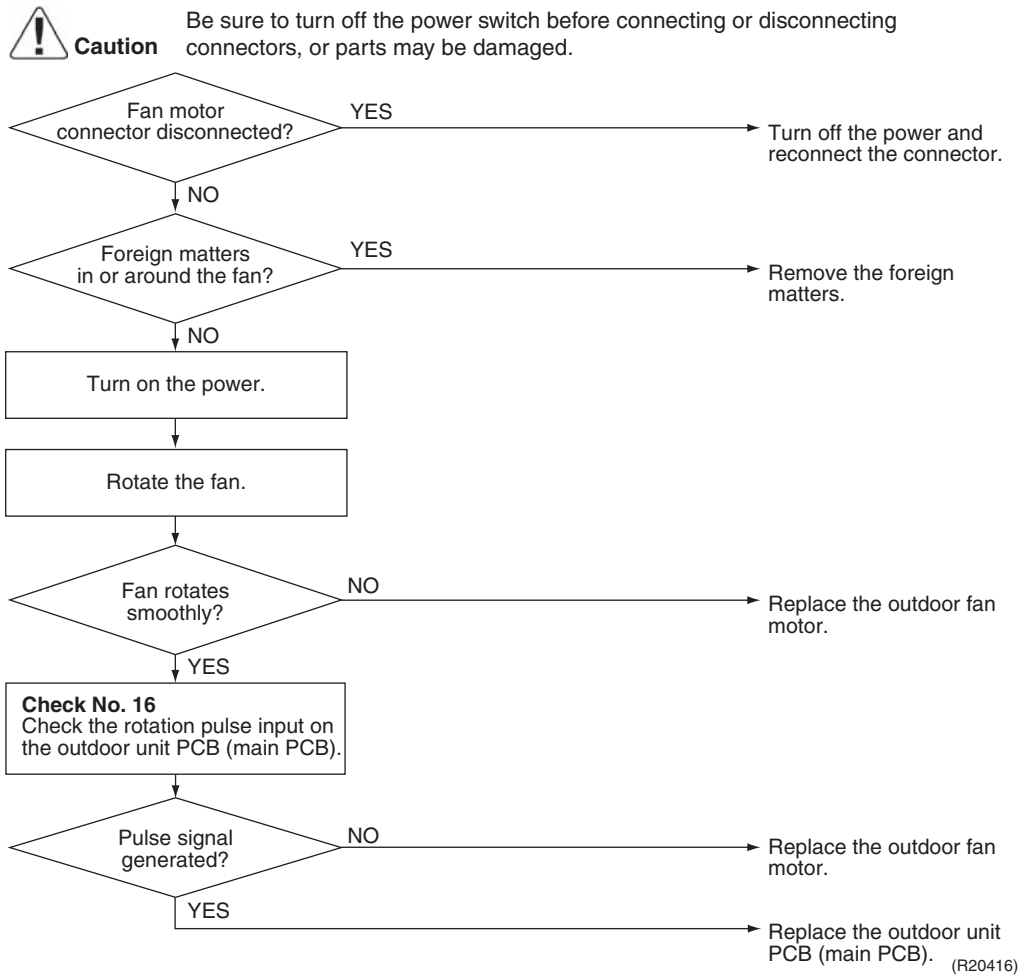 Be sure to turn off the power switch before connecting or disconnecting
Caution connectors, or parts may be damaged.
Fan motor
connector disconnected?
YES
Turn off the power and
reconnect the connector.
NO
Foreign matters
in or around the fan?
YES
Remove the foreign
matters.
NO
Turn on the power.
Rotate the fan.
Fan rotates
smoothly?
NO
Replace the outdoor fan
motor.
YES
Check No. 16
Check the rotation pulse input on
the outdoor unit PCB (main PCB).
Pulse signal
generated?
NO
Replace the outdoor fan
motor.
YES
Replace the outdoor unit
PCB (main PCB).
(R20416)